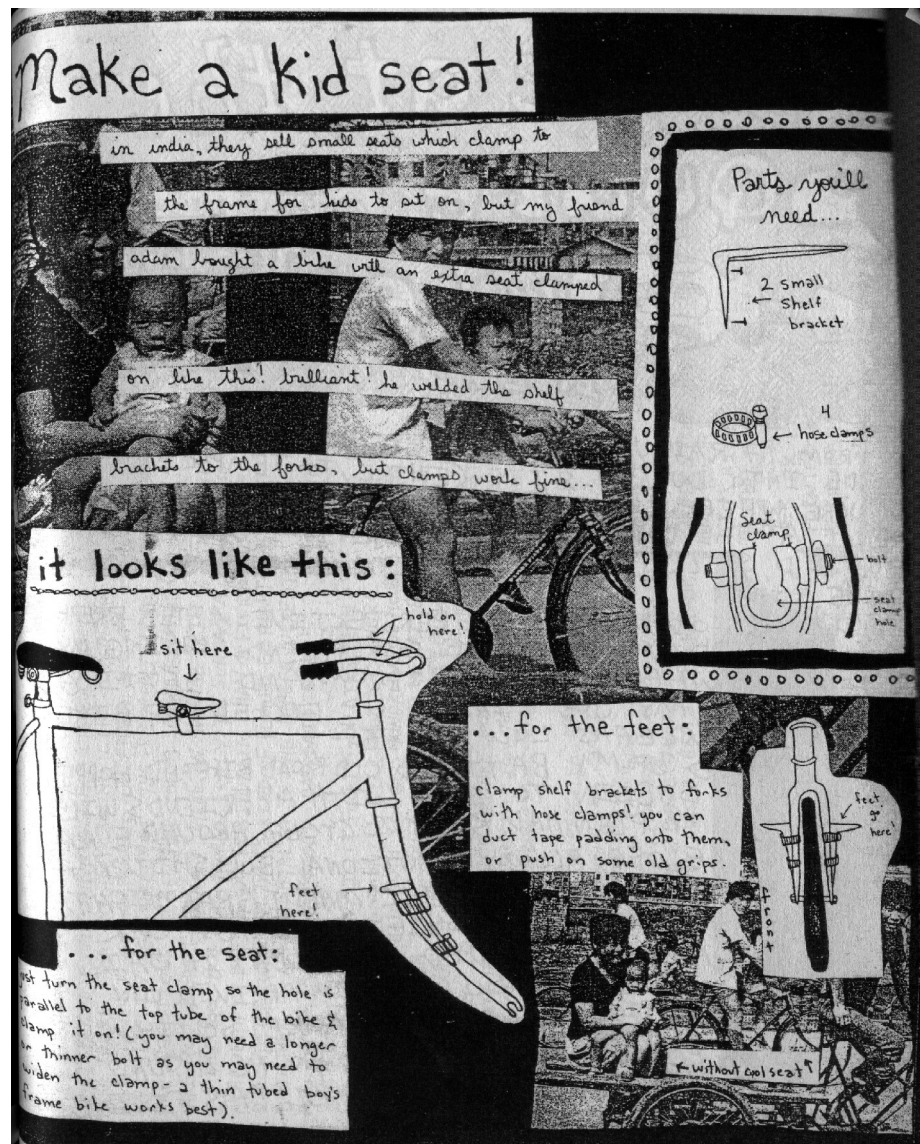 Make a kid seat!
in india, they sell small seats which clamp to
the frame for kids to sit on, but my friend
adam bought a bike with an extra seat clamped
on like this! brilliant! he welded the shelf
brackets to the forks, but clamps work fine...
Parts you'll
need...
2 small
shelf
bracket
4
hose clamps
Seat
clamp
bolt
seat
clamp
hole
it looks like this:
hold on
here!
sit here
feet
here!
...for the feet:
clamp shelf brackets to forks
with hose clamps! you can
duct tape padding onto them,
or push on some old grips.
feet
go
here!
front
... for the seat:
just turn the seat clamp so the hole is
parallel to the top tube of the bike &
clamp it on! (you may need a longer
or thinner bolt as you may need to
widen the clamp - a thin tubed boy's
frame bike works best).
without cool seat